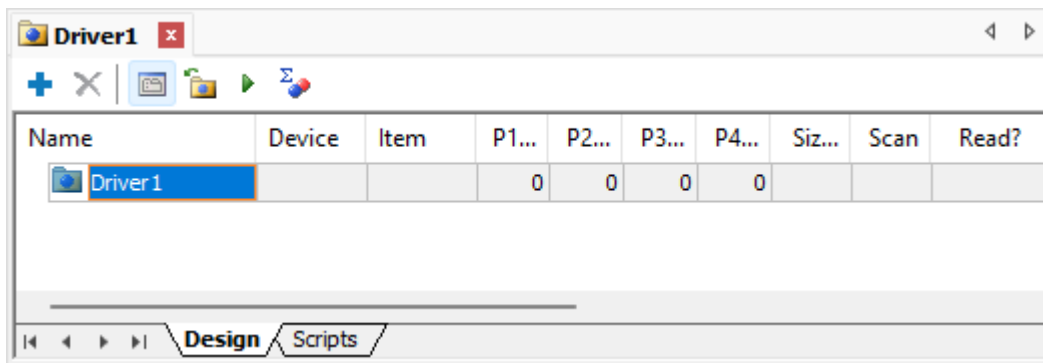 Driver1
Name Device Item P1... P2... P3... P4... Siz... Scan Read?
Driver1 0 0 0 0
Design Scripts